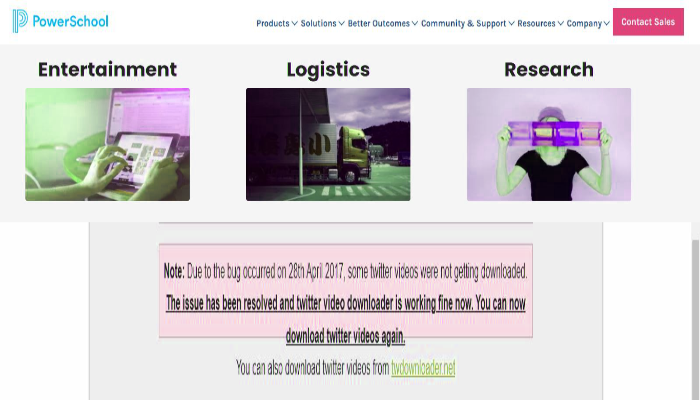 PowerSchool
Products Solutions Better Outcomes Community & Support Resources Company Contact Sales
Entertainment Logistics Research
Note: Due to the bug occurred on 28th April 2017, some twitter videos were not getting downloaded.
The issue has been resolved and twitter video downloader is working fine now. You can now
download twitter videos again.
You can also download twitter videos from twdownloader.net